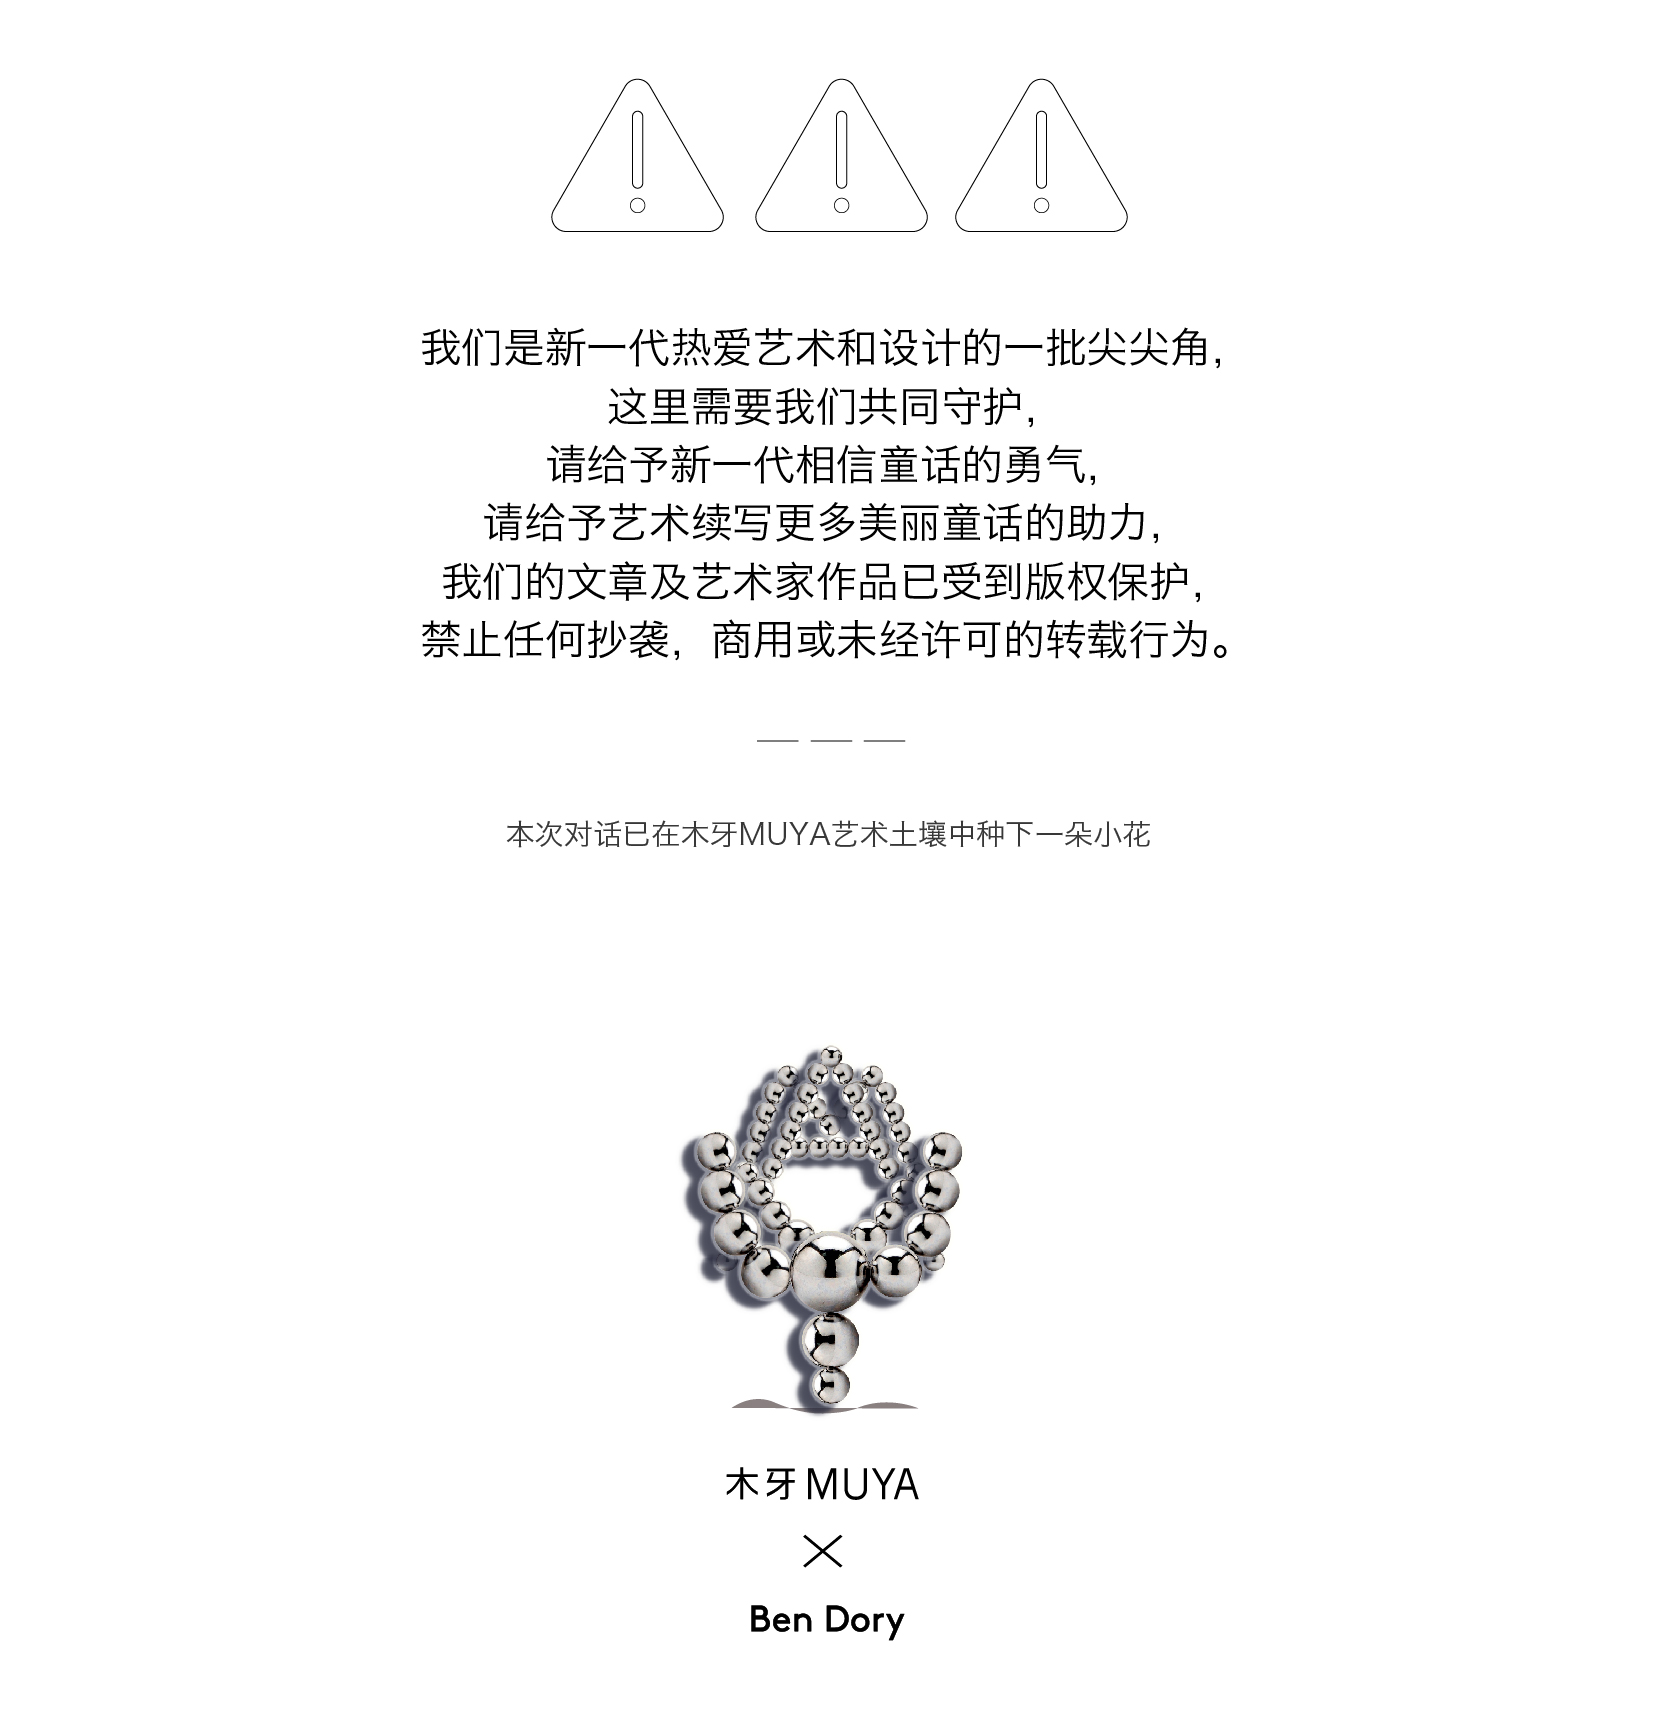 我们是新一代热爱艺术和设计的一批尖尖角，
这里需要我们共同守护，
请给予新一代相信童话的勇气，
请给予艺术续写更多美丽童话的助力，
我们的文章及艺术家作品已受到版权保护，
禁止任何抄袭，商用或未经许可的转载行为。
本次对话已在木牙MUYA艺术土壤中种下一朵小花
木牙MUYA
×
Ben Dory